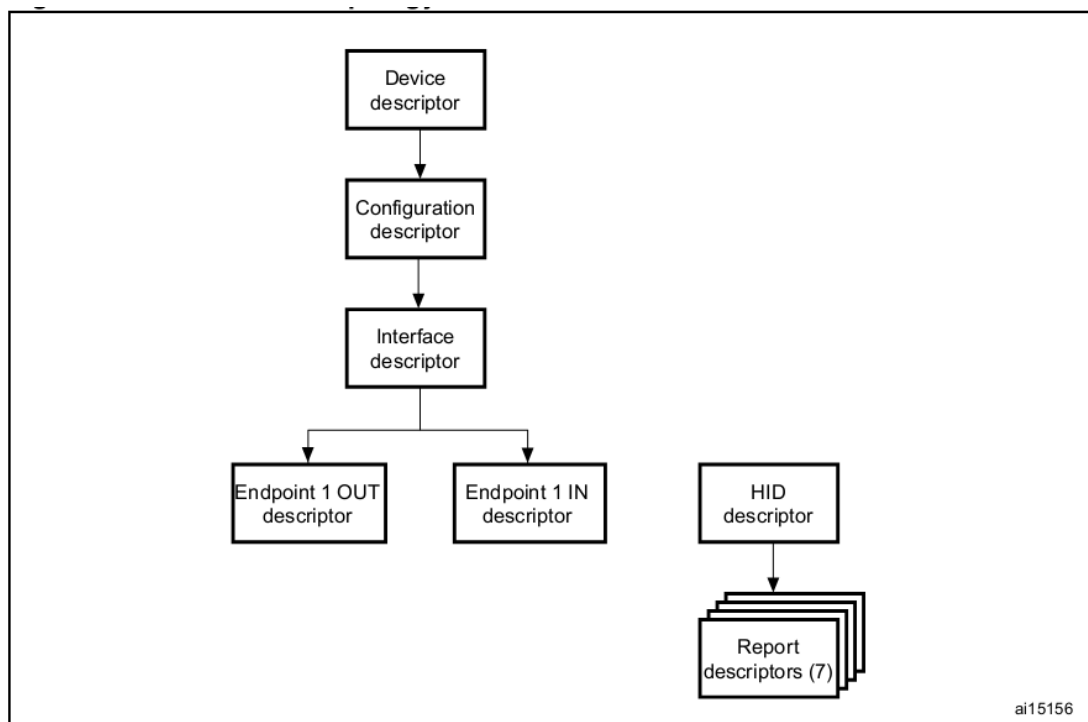 Device
descriptor
Configuration
descriptor
Interface
descriptor
Endpoint 1 OUT
descriptor
Endpoint 1 IN
descriptor
HID
descriptor
Report
descriptors (7)
ai15156